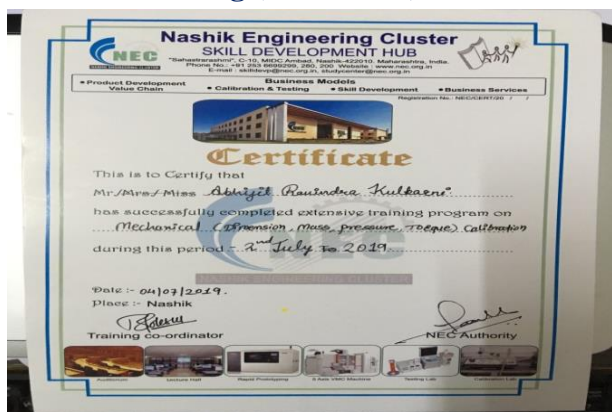 Nashik Engineering Cluster
SKILL DEVELOPMENT HUB
"Sahastrarashmi", C-10, MIDC Ambad, Nashik-422010. Maharashtra, India.
Website : www.nec.org.in
E-mail : skilldevp@nec.org.in, studycenter@nec.org.in
NEC
Business Models
• Product Development Value Chain
• Calibration & Testing • Skill Development • Business Services
Registration No.: NEC/CERT/20 / /
Certificate
This is to Certify that
Mr./Mrs./Miss Abhijit Ravindra Kulkarni
has successfully completed extensive training program on
Mechanical (Dimension, Mass, pressure, Torque) Calibration
during this period - 2nd July To 2019
NASHIK ENGINEERING CLUSTER
Date :- 04/07/2019.
Place :- Nashik
Training co-ordinator
NEC Authority
Auditorium
Lecture Hall
Rapid Prototyping
Testing Lab
Calibration Lab